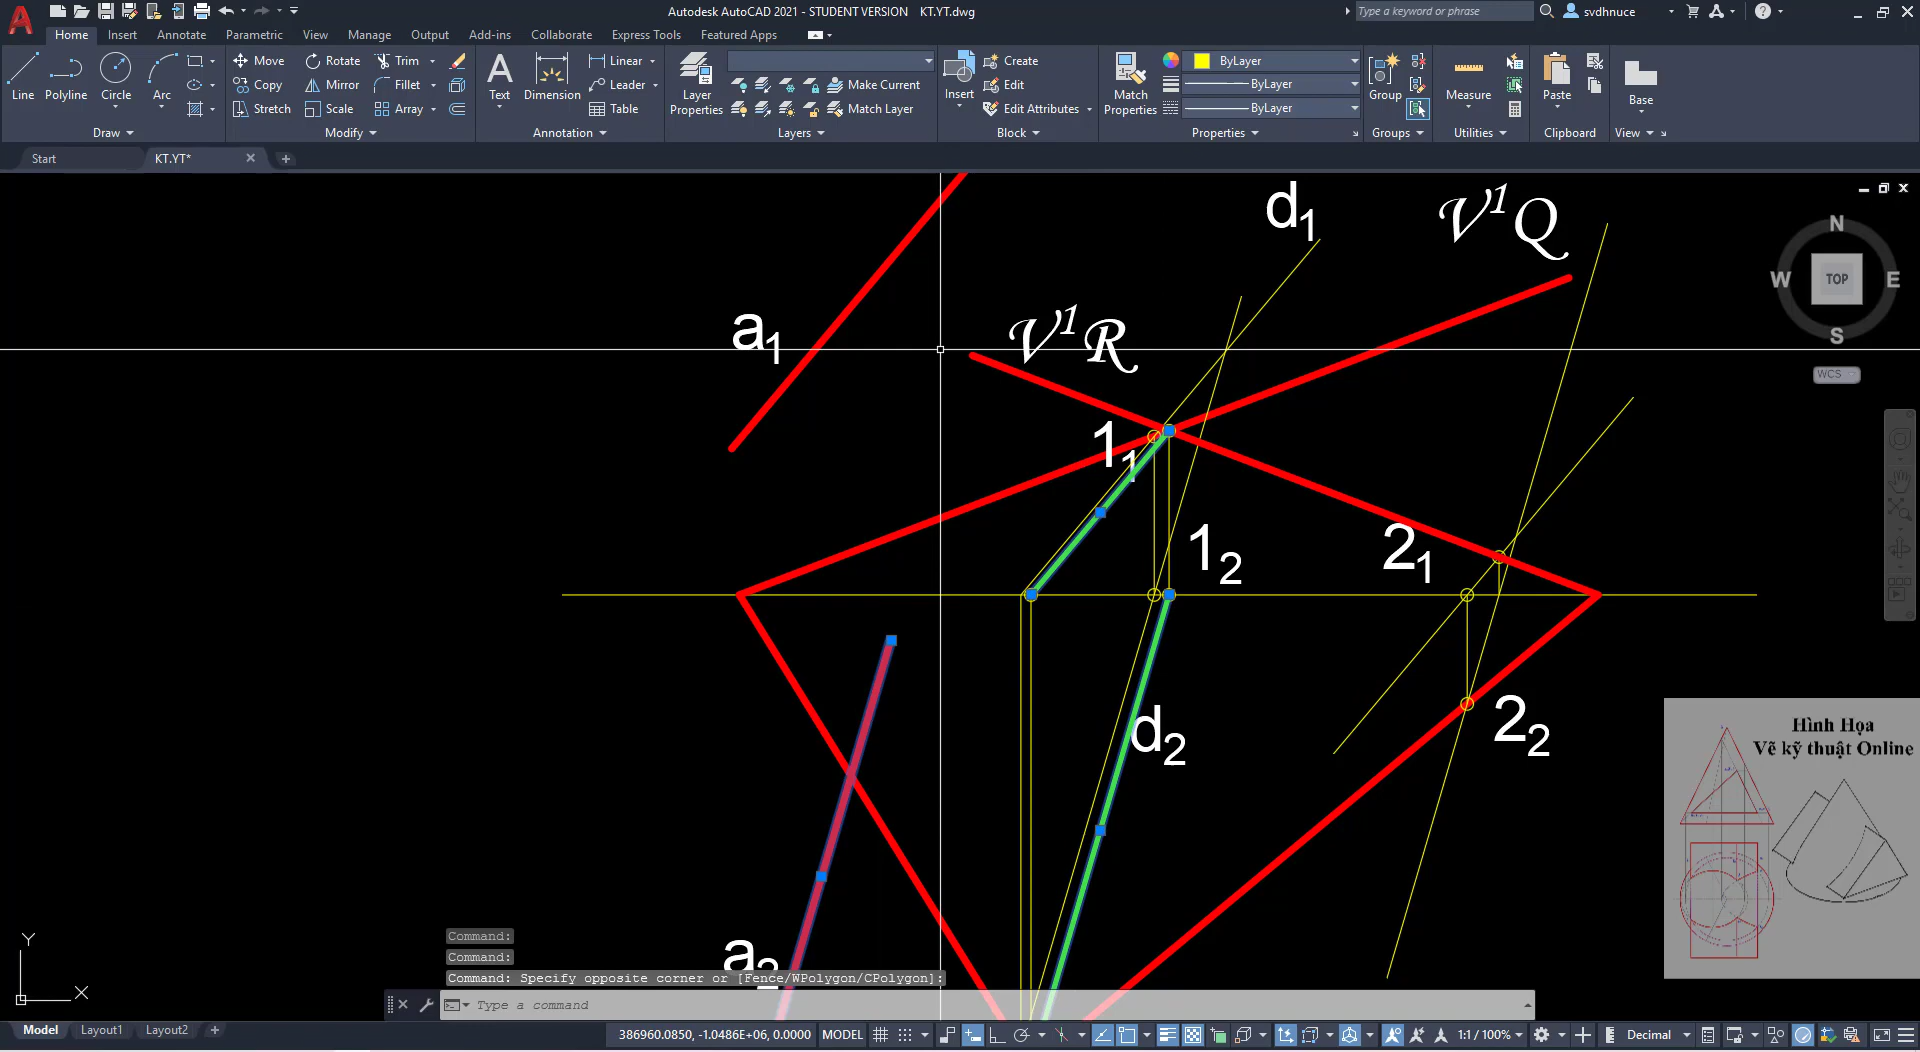 Autodesk AutoCAD 2021 - STUDENT VERSION KT.YT.dwg
Type a keyword or phrase
svdhnuce
Home Insert Annotate Parametric View Manage Output Add-ins Collaborate Express Tools Featured Apps
Line Polyline Circle Arc
Move Rotate Trim
Copy Mirror Fillet
Stretch Scale Array
Text Dimension
Linear
Leader
Table
Layer Properties
Make Current
Match Layer
Insert
Create
Edit
Edit Attributes
Match Properties
ByLayer
ByLayer
ByLayer
Group
Measure
Paste
Base
Draw Modify Annotation Layers Block Properties Groups Utilities Clipboard View
Start KT.YT*
d1
V1Q
N
W TOP E
S
WCS
a1
V1R
11
12
21
22
d2
a2
Hình Họa
Vẽ kỹ thuật Online
Y
X
Command:
Command:
Command: Specify opposite corner or [Fence/WPolygon/CPolygon]:
Type a command
Model Layout1 Layout2
386960.0850, -1.0486E+06, 0.0000 MODEL 1:1 / 100% Decimal